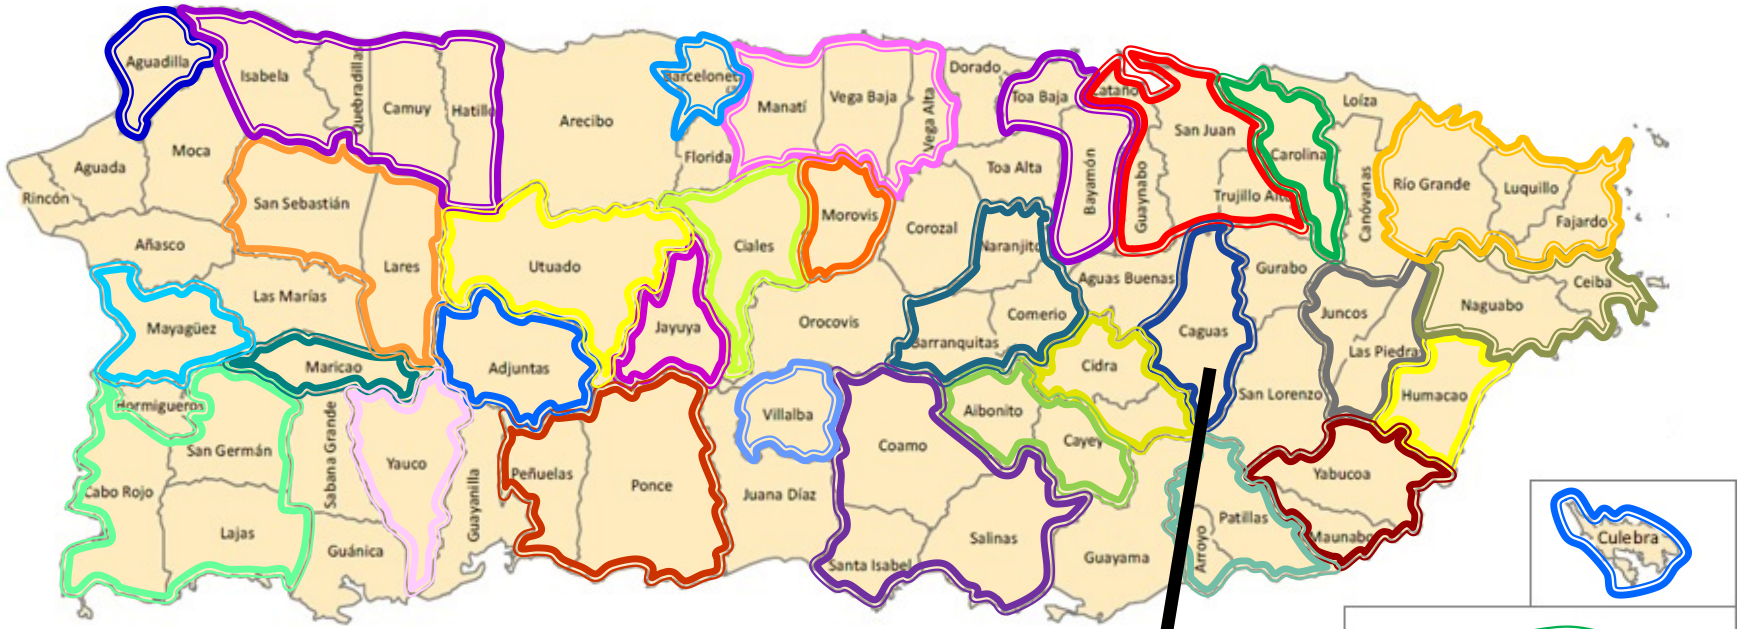 Aguadilla
Isabela
Quebradillas
Camuy
Hatillo
Arecibo
Barceloneta
Manatí
Vega Baja
Vega Alta
Dorado
Toa Baja
Cataño
San Juan
Carolina
Loíza
Rincón
Aguada
Moca
San Sebastián
Lares
Florida
Ciales
Morovis
Corozal
Toa Alta
Naranjito
Bayamón
Guaynabo
Trujillo Alto
Canóvanas
Río Grande
Luquillo
Fajardo
Añasco
Las Marías
Mayagüez
Maricao
Utuado
Adjuntas
Jayuya
Orocovis
Barranquitas
Comerio
Aguas Buenas
Caguas
Gurabo
Juncos
Las Piedras
Naguabo
Ceiba
Humacao
San Lorenzo
Cidra
Cayey
Aibonito
Coamo
Villalba
Juana Díaz
Ponce
Peñuelas
Guayanilla
Yauco
Sabana Grande
San Germán
Hormigueros
Cabo Rojo
Lajas
Guánica
Santa Isabel
Salinas
Guayama
Arroyo
Patillas
Yabucoa
Maunabo
Culebra